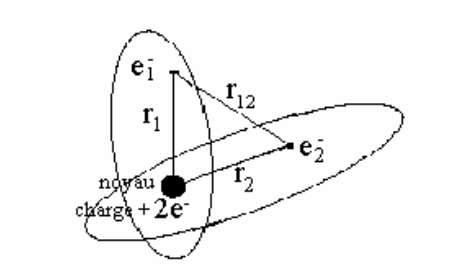 e₁⁻
r₁₂
r₁
e₂⁻
r₂
noyau
charge + 2e⁻